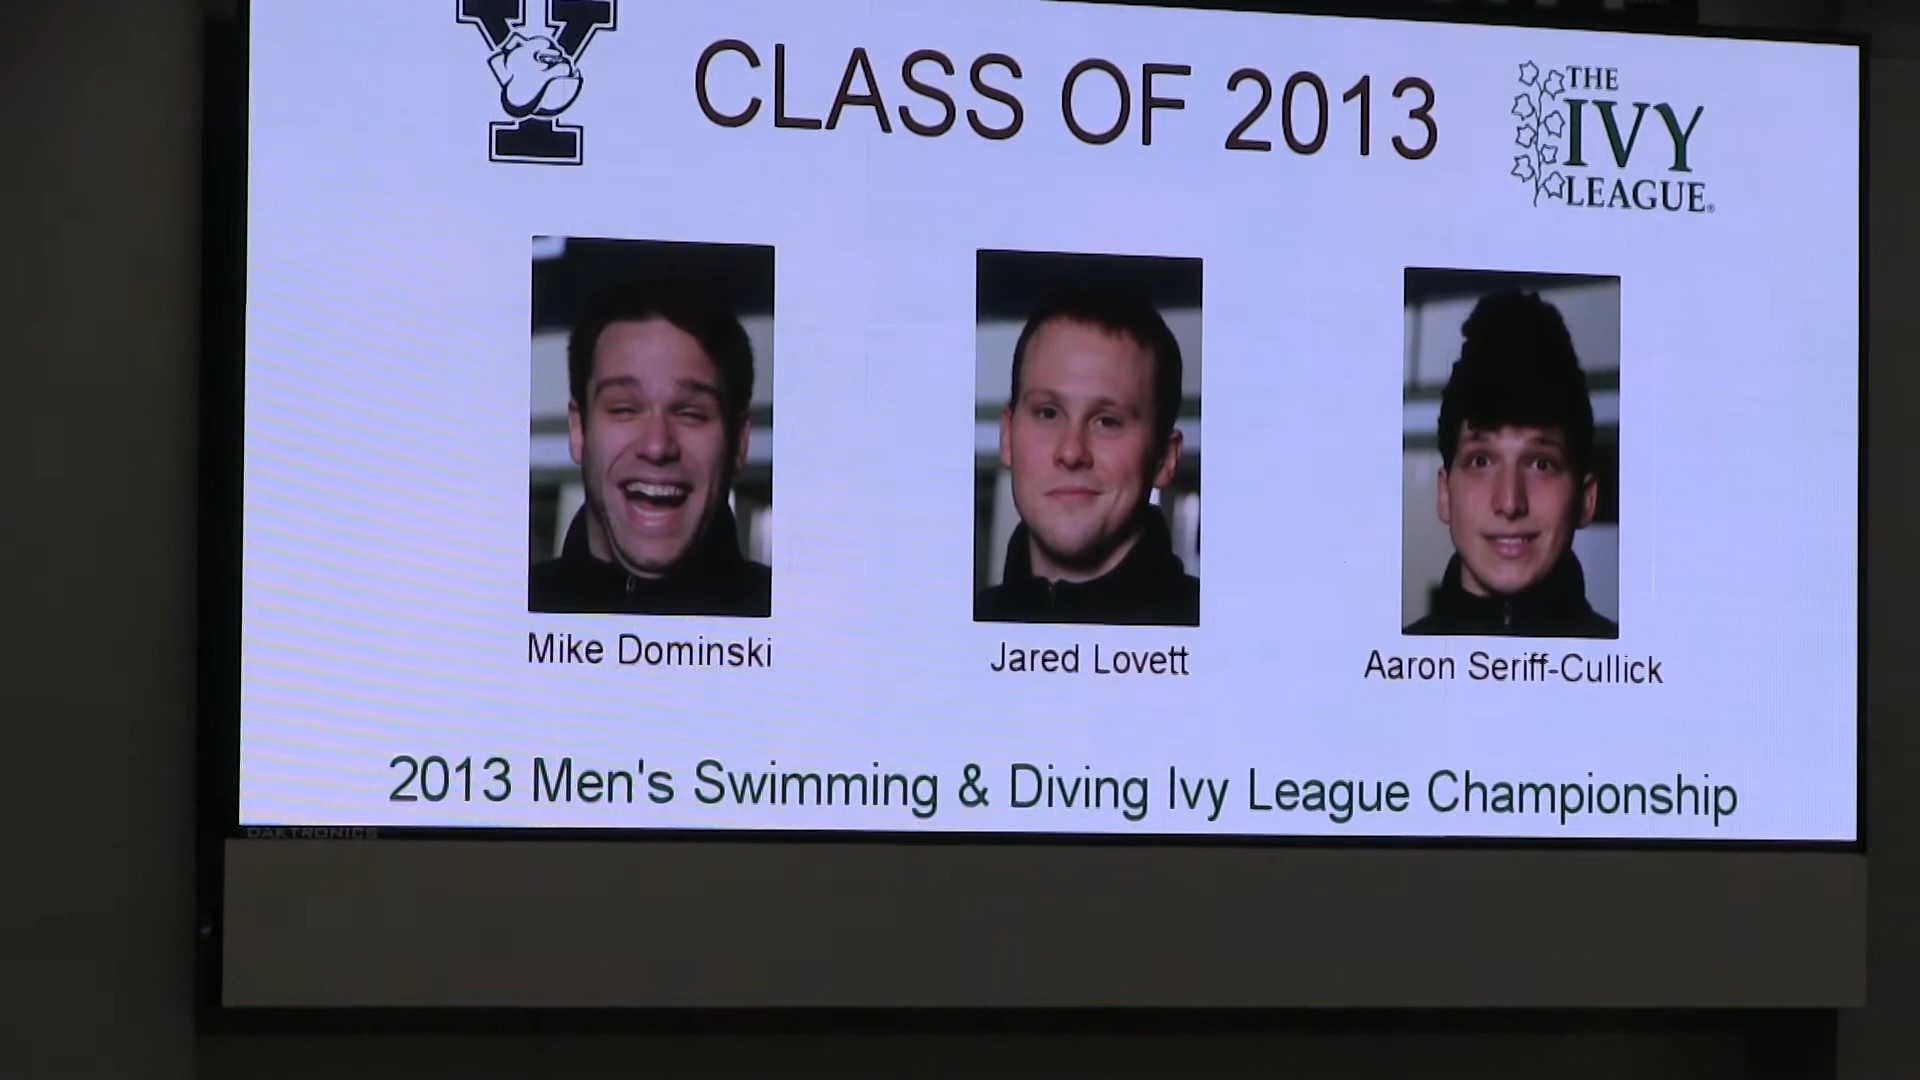 Y
CLASS OF 2013
THE
IVY
LEAGUE®
Mike Dominski
Jared Lovett
Aaron Seriff-Cullick
2013 Men's Swimming & Diving Ivy League Championship
DAKTRONICS